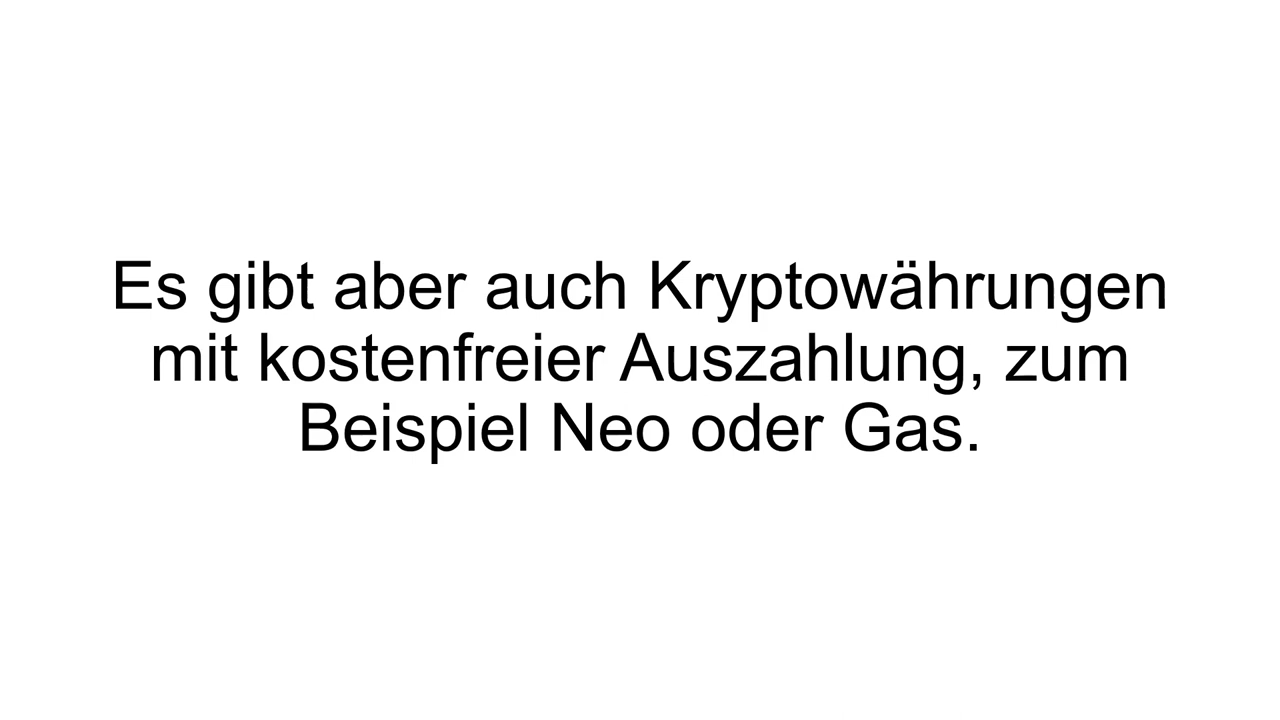 Es gibt aber auch Kryptowährungen
mit kostenfreier Auszahlung, zum
Beispiel Neo oder Gas.